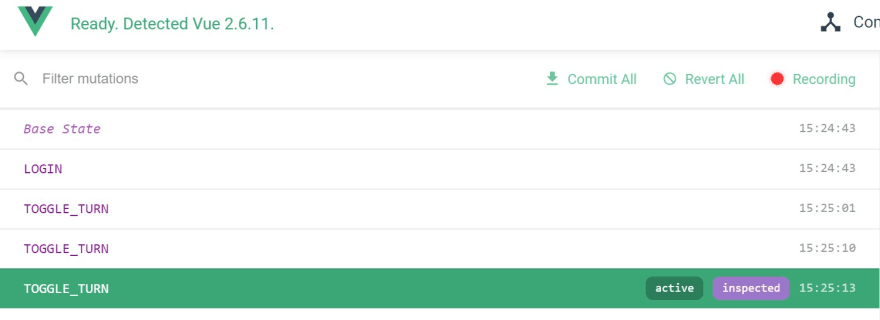 Ready. Detected Vue 2.6.11.
Filter mutations Commit All Revert All Recording
Base State 15:24:43
LOGIN 15:24:43
TOGGLE_TURN 15:25:01
TOGGLE_TURN 15:25:10
TOGGLE_TURN active inspected 15:25:13